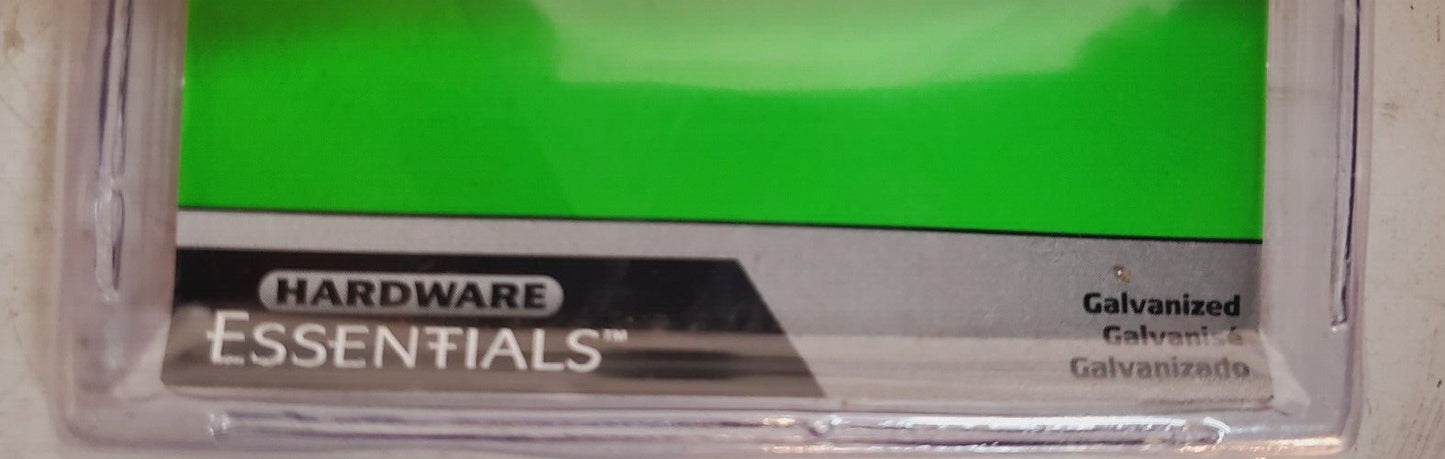 HARDWARE
ESSENTIALS™
Galvanized
Galvanisé
Galvanizado